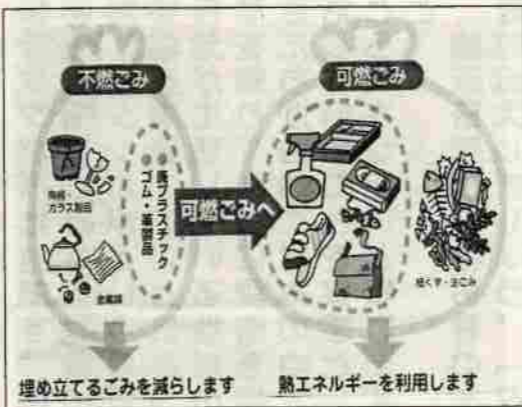 不燃ごみ
可燃ごみ
陶器・
ガラス製品
金属類
●廃プラスチック
●ゴム・革製品
可燃ごみへ
紙くず・生ごみ
埋め立てるごみを減らします
熱エネルギーを利用します